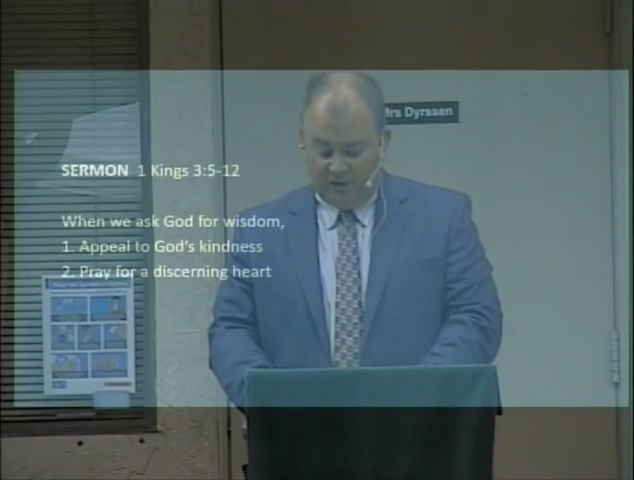 Mrs Dyrssen
SERMON 1 Kings 3:5-12
When we ask God for wisdom,
1. Appeal to God's kindness
2. Pray for a discerning heart